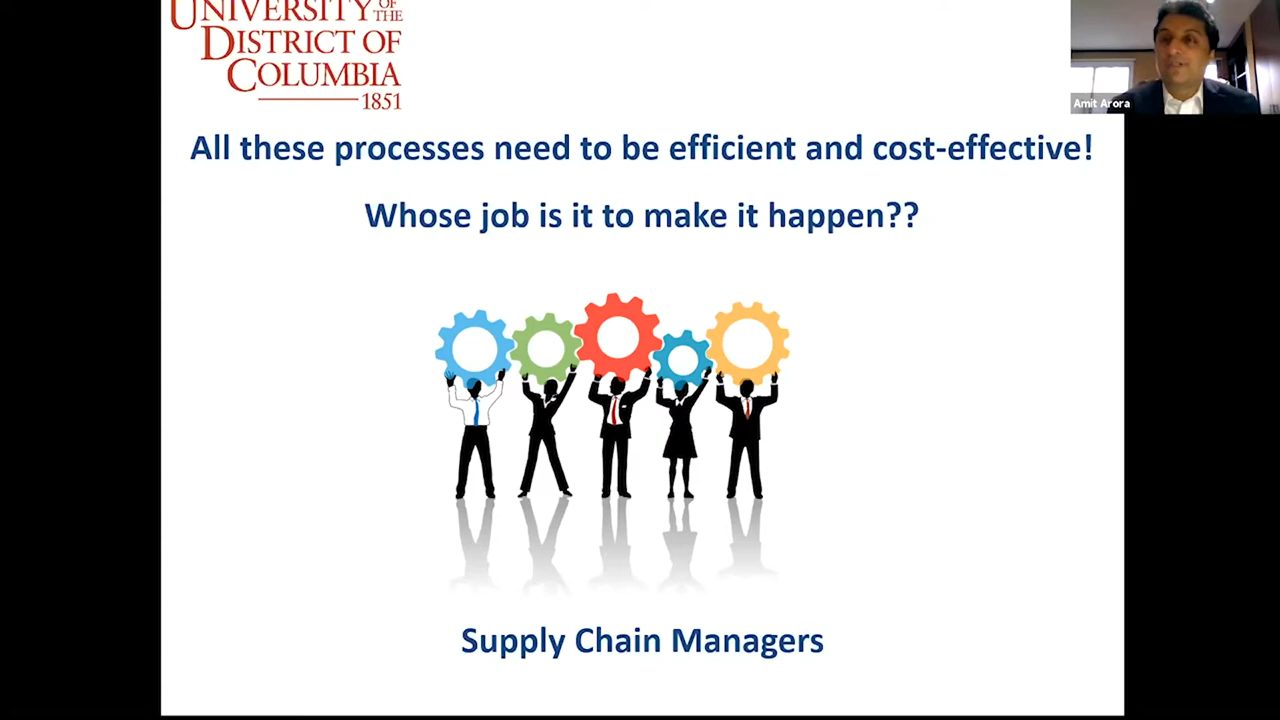 UNIVERSITY OF THE
DISTRICT OF
COLUMBIA
1851
Amit Arora
All these processes need to be efficient and cost-effective!
Whose job is it to make it happen??
Supply Chain Managers